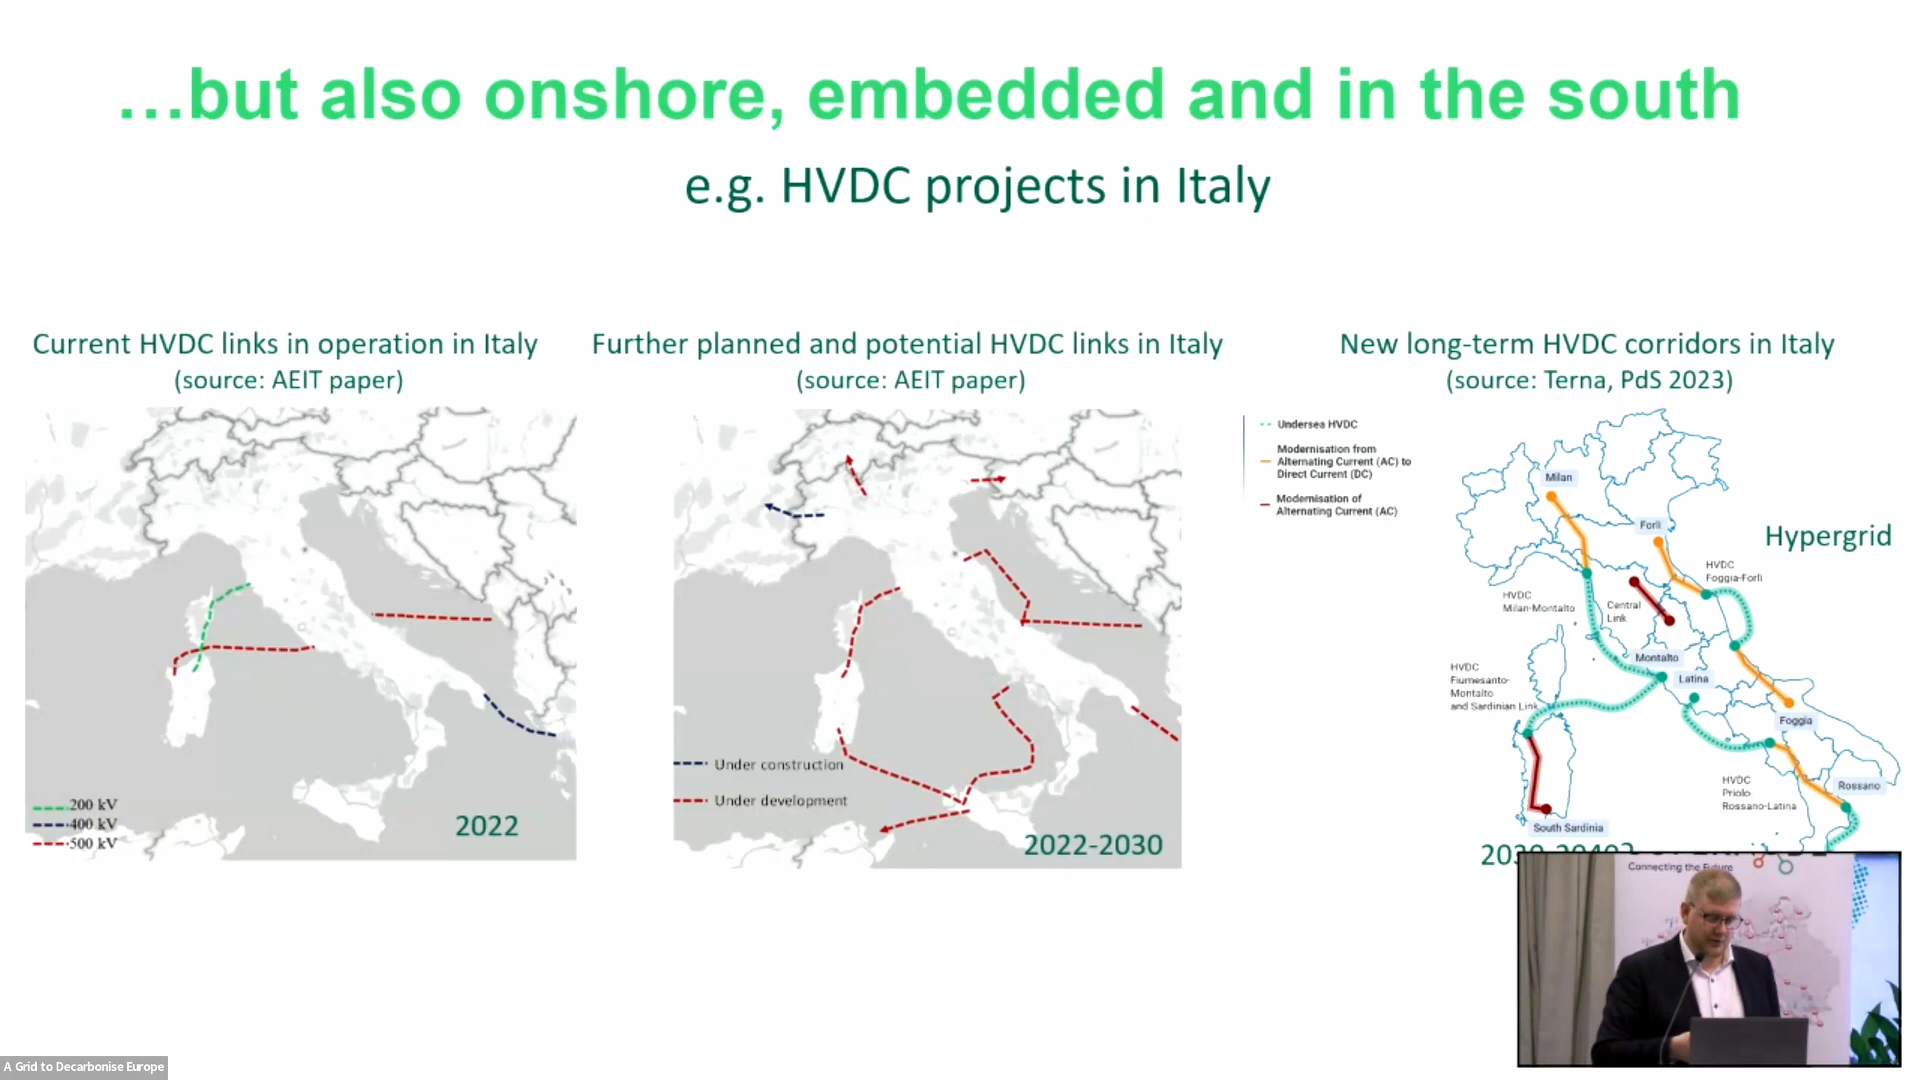 …but also onshore, embedded and in the south
e.g. HVDC projects in Italy
Current HVDC links in operation in Italy
(source: AEIT paper)
200 kV
400 kV
500 kV
2022
Further planned and potential HVDC links in Italy
(source: AEIT paper)
Under construction
Under development
2022-2030
New long-term HVDC corridors in Italy
(source: Terna, PdS 2023)
Undersea HVDC
Modernisation from
Alternating Current (AC) to
Direct Current (DC)
Modernisation of
Alternating Current (AC)
Milan
Forlì
Hypergrid
HVDC
Foggia-Forlì
HVDC
Milan-Montalto
Central
Link
Montalto
HVDC
Fiumesanto-
Montalto
and Sardinian Link
Latina
Foggia
HVDC
Priolo-
Rossano-Latina
Rossano
South Sardinia
Connecting the Future
A Grid to Decarbonise Europe